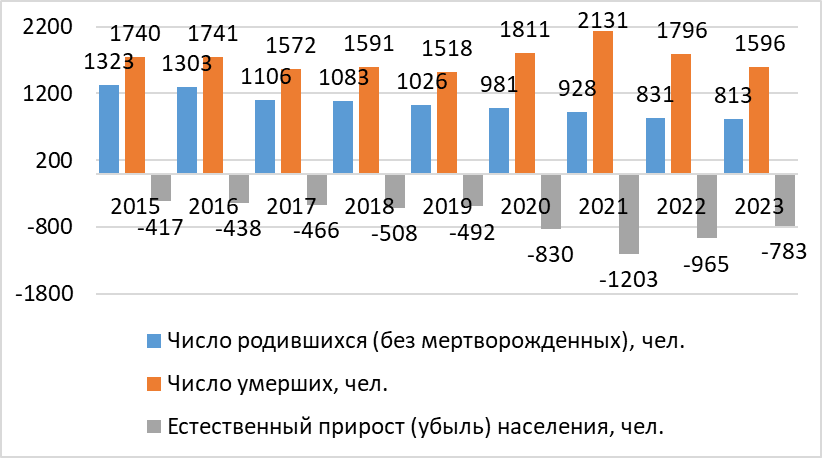 2200
1200
200
-800
-1800
1323 1740 1303 1741 1106 1572 1083 1591 1026 1518 981 1811 928 2131 831 1796 813 1596
2015 2016 2017 2018 2019 2020 2021 2022 2023
-417 -438 -466 -508 -492 -830 -1203 -965 -783
Число родившихся (без мертворожденных), чел.
Число умерших, чел.
Естественный прирост (убыль) населения, чел.